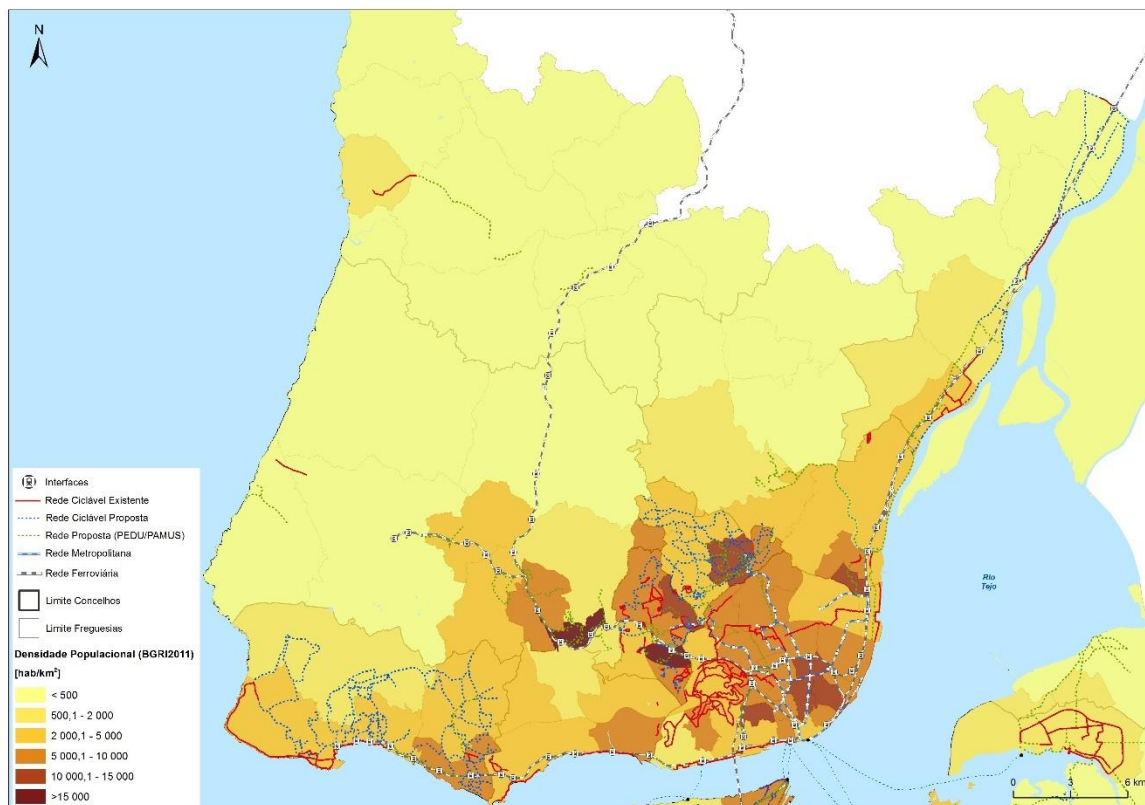 N
Interfaces
Rede Ciclável Existente
Rede Ciclável Proposta
Rede Proposta (PEDU/PAMUS)
Rede Metropolitana
Rede Ferroviária
Limite Concelhos
Limite Freguesias
Densidade Populacional (BGRI2011)
[hab/km²]
< 500
500,1 - 2 000
2 000,1 - 5 000
5 000,1 - 10 000
10 000,1 - 15 000
>15 000
Rio
Tejo
0 3 6 km